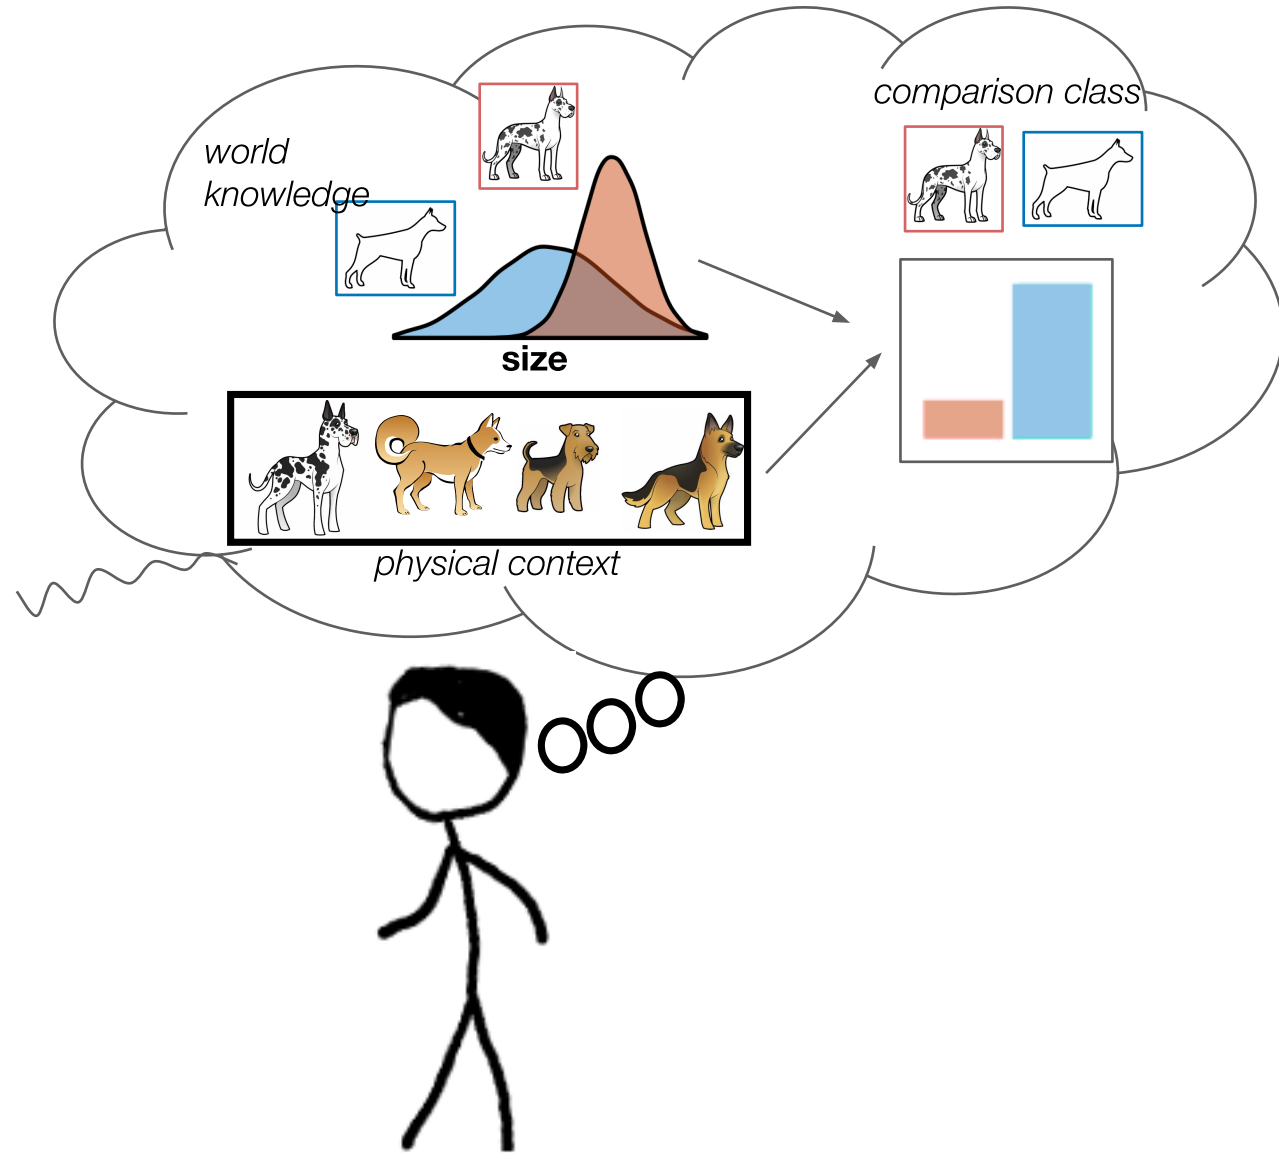 comparison class
world
knowledge
size
physical context